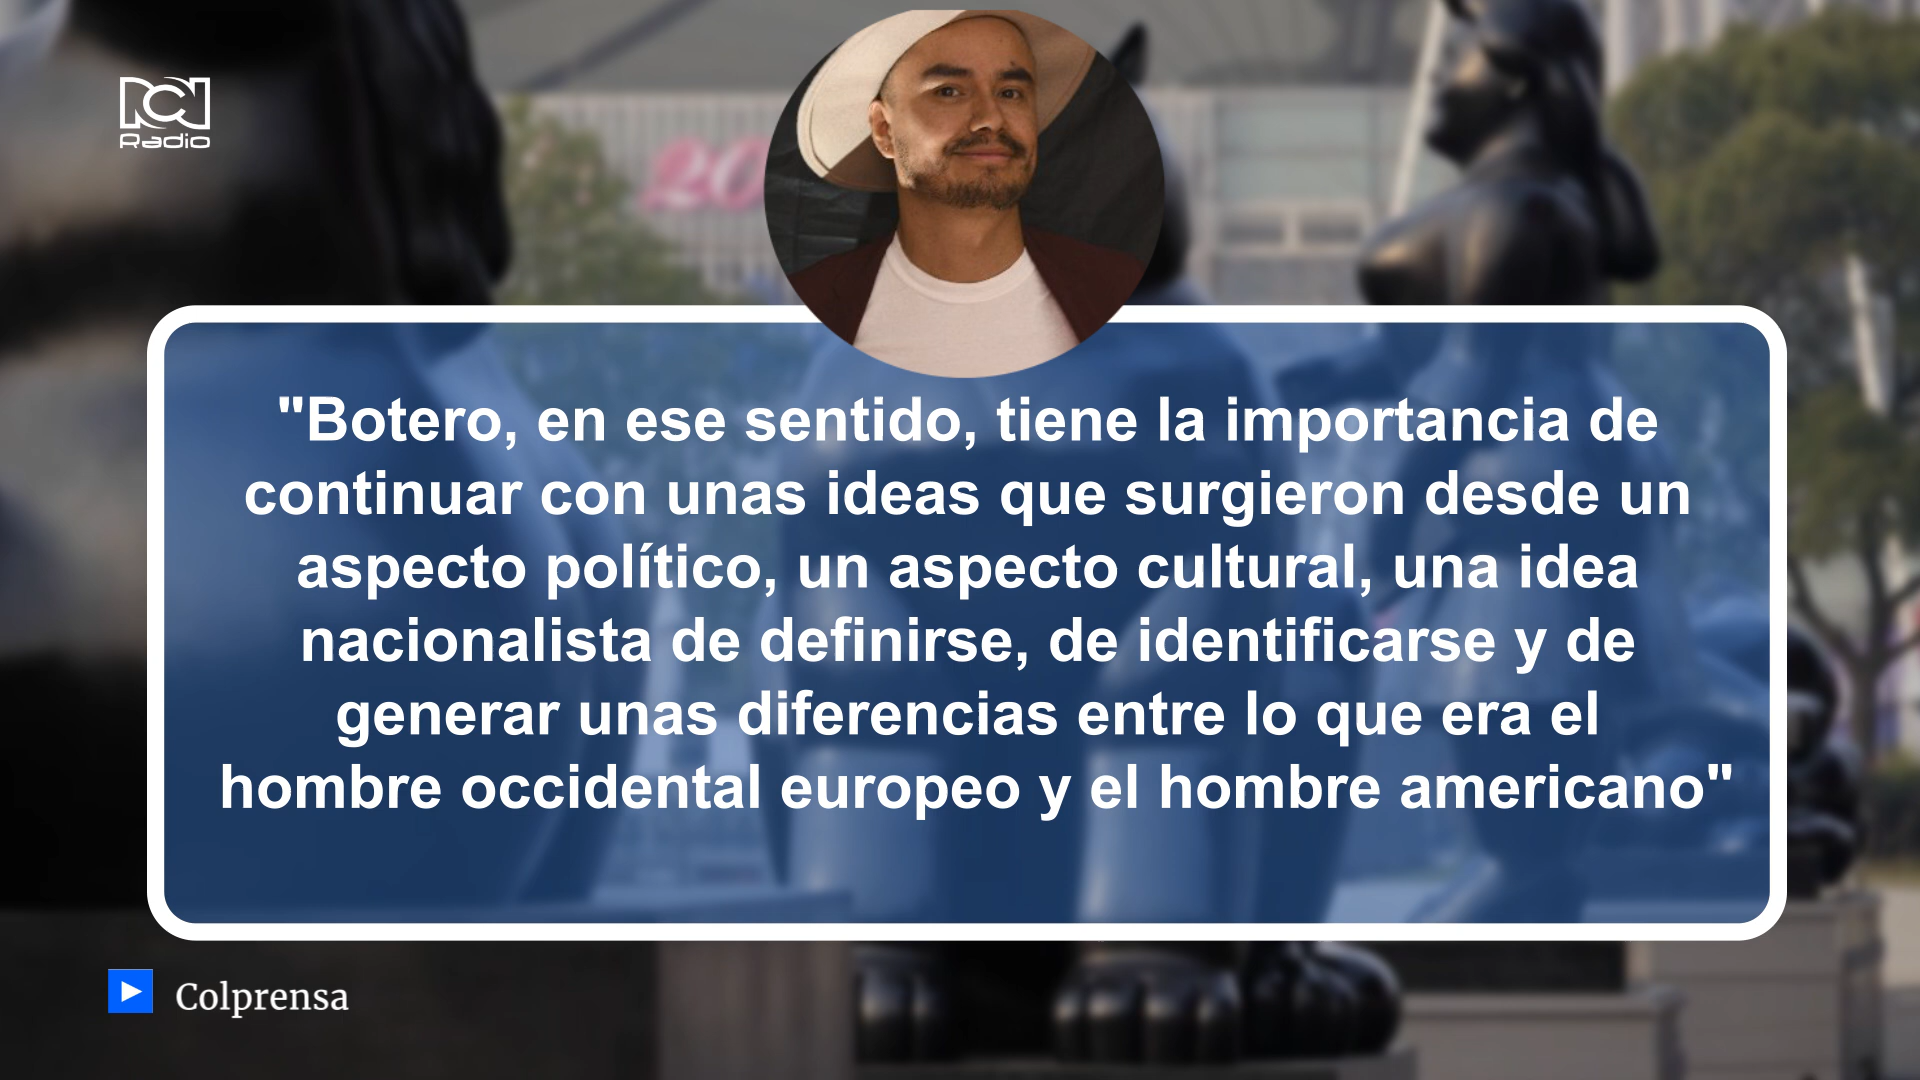 RCN
Radio
20
"Botero, en ese sentido, tiene la importancia de
continuar con unas ideas que surgieron desde un
aspecto político, un aspecto cultural, una idea
nacionalista de definirse, de identificarse y de
generar unas diferencias entre lo que era el
hombre occidental europeo y el hombre americano"
Colprensa